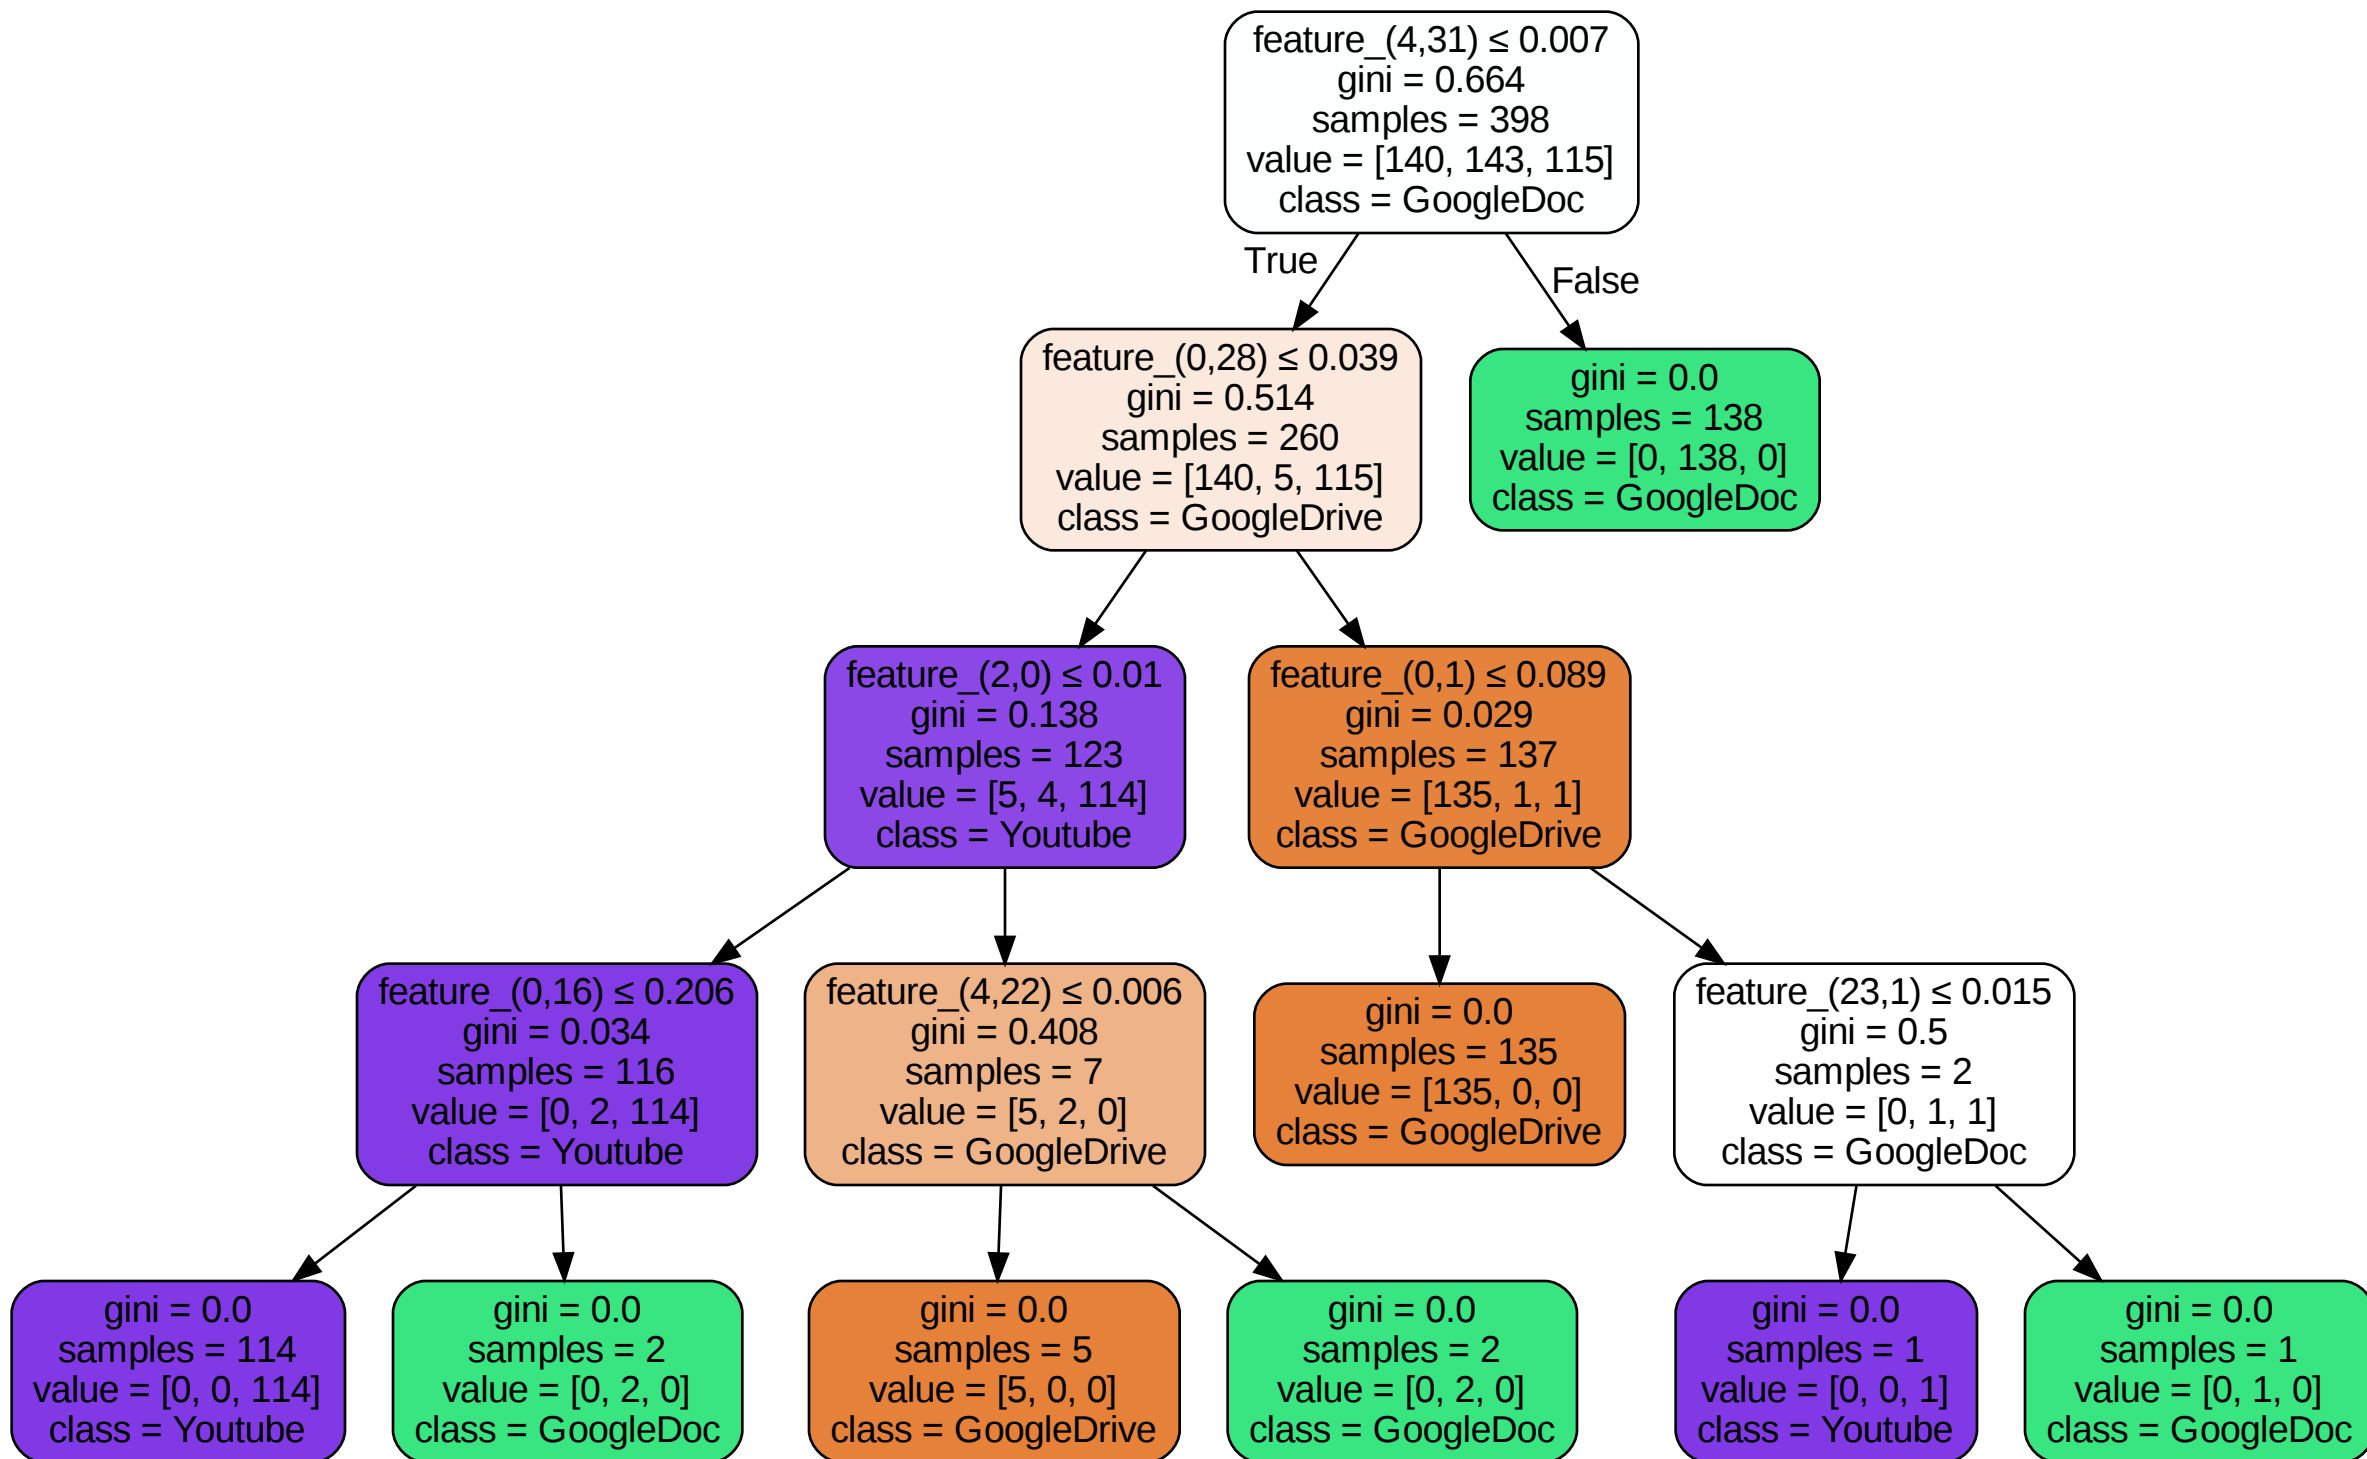 feature_(4,31) ≤ 0.007
gini = 0.664
samples = 398
value = [140, 143, 115]
class = GoogleDoc
True
False
feature_(0,28) ≤ 0.039
gini = 0.514
samples = 260
value = [140, 5, 115]
class = GoogleDrive
gini = 0.0
samples = 138
value = [0, 138, 0]
class = GoogleDoc
feature_(2,0) ≤ 0.01
gini = 0.138
samples = 123
value = [5, 4, 114]
class = Youtube
feature_(0,1) ≤ 0.089
gini = 0.029
samples = 137
value = [135, 1, 1]
class = GoogleDrive
feature_(0,16) ≤ 0.206
gini = 0.034
samples = 116
value = [0, 2, 114]
class = Youtube
feature_(4,22) ≤ 0.006
gini = 0.408
samples = 7
value = [5, 2, 0]
class = GoogleDrive
gini = 0.0
samples = 135
value = [135, 0, 0]
class = GoogleDrive
feature_(23,1) ≤ 0.015
gini = 0.5
samples = 2
value = [0, 1, 1]
class = GoogleDoc
gini = 0.0
samples = 114
value = [0, 0, 114]
class = Youtube
gini = 0.0
samples = 2
value = [0, 2, 0]
class = GoogleDoc
gini = 0.0
samples = 5
value = [5, 0, 0]
class = GoogleDrive
gini = 0.0
samples = 2
value = [0, 2, 0]
class = GoogleDoc
gini = 0.0
samples = 1
value = [0, 0, 1]
class = Youtube
gini = 0.0
samples = 1
value = [0, 1, 0]
class = GoogleDoc